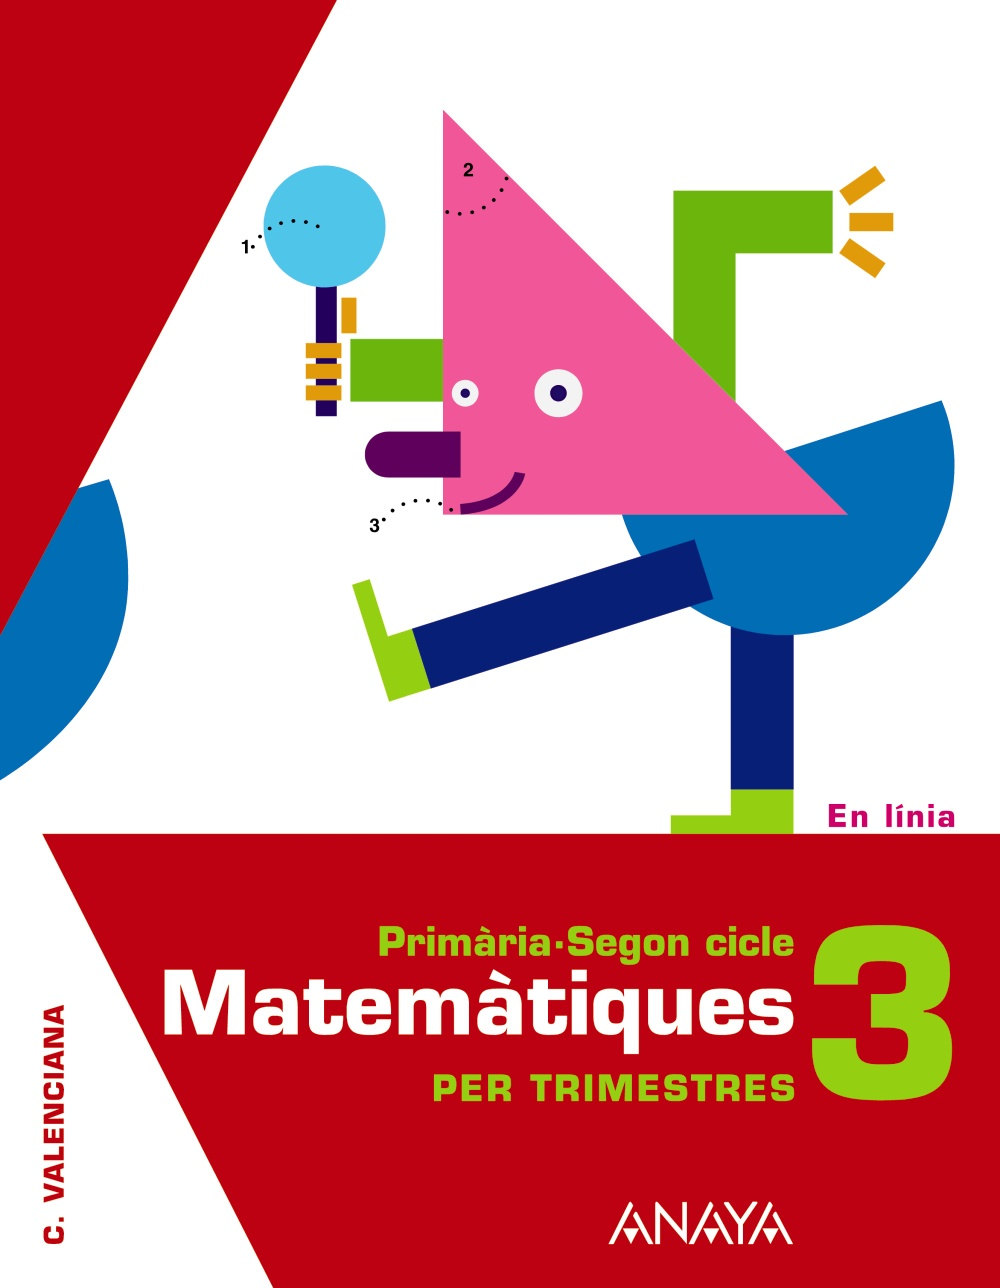 2
1
3
En línia
Primària·Segon cicle
Matemàtiques
3
PER TRIMESTRES
C. VALENCIANA
ANAYA